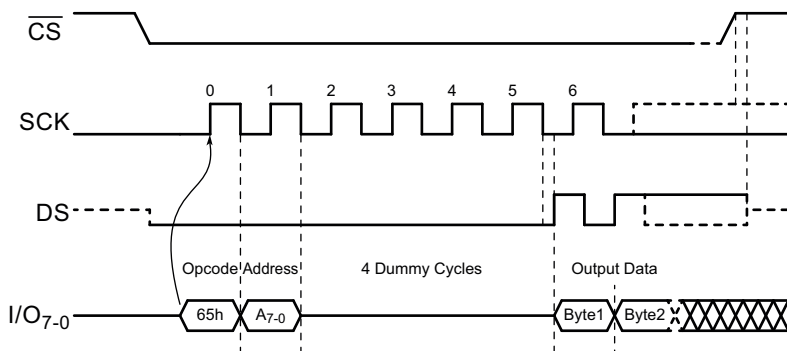 CS
0 1 2 3 4 5 6
SCK
DS
Opcode Address 4 Dummy Cycles Output Data
I/O7-0 65h A7-0 Byte1 Byte2